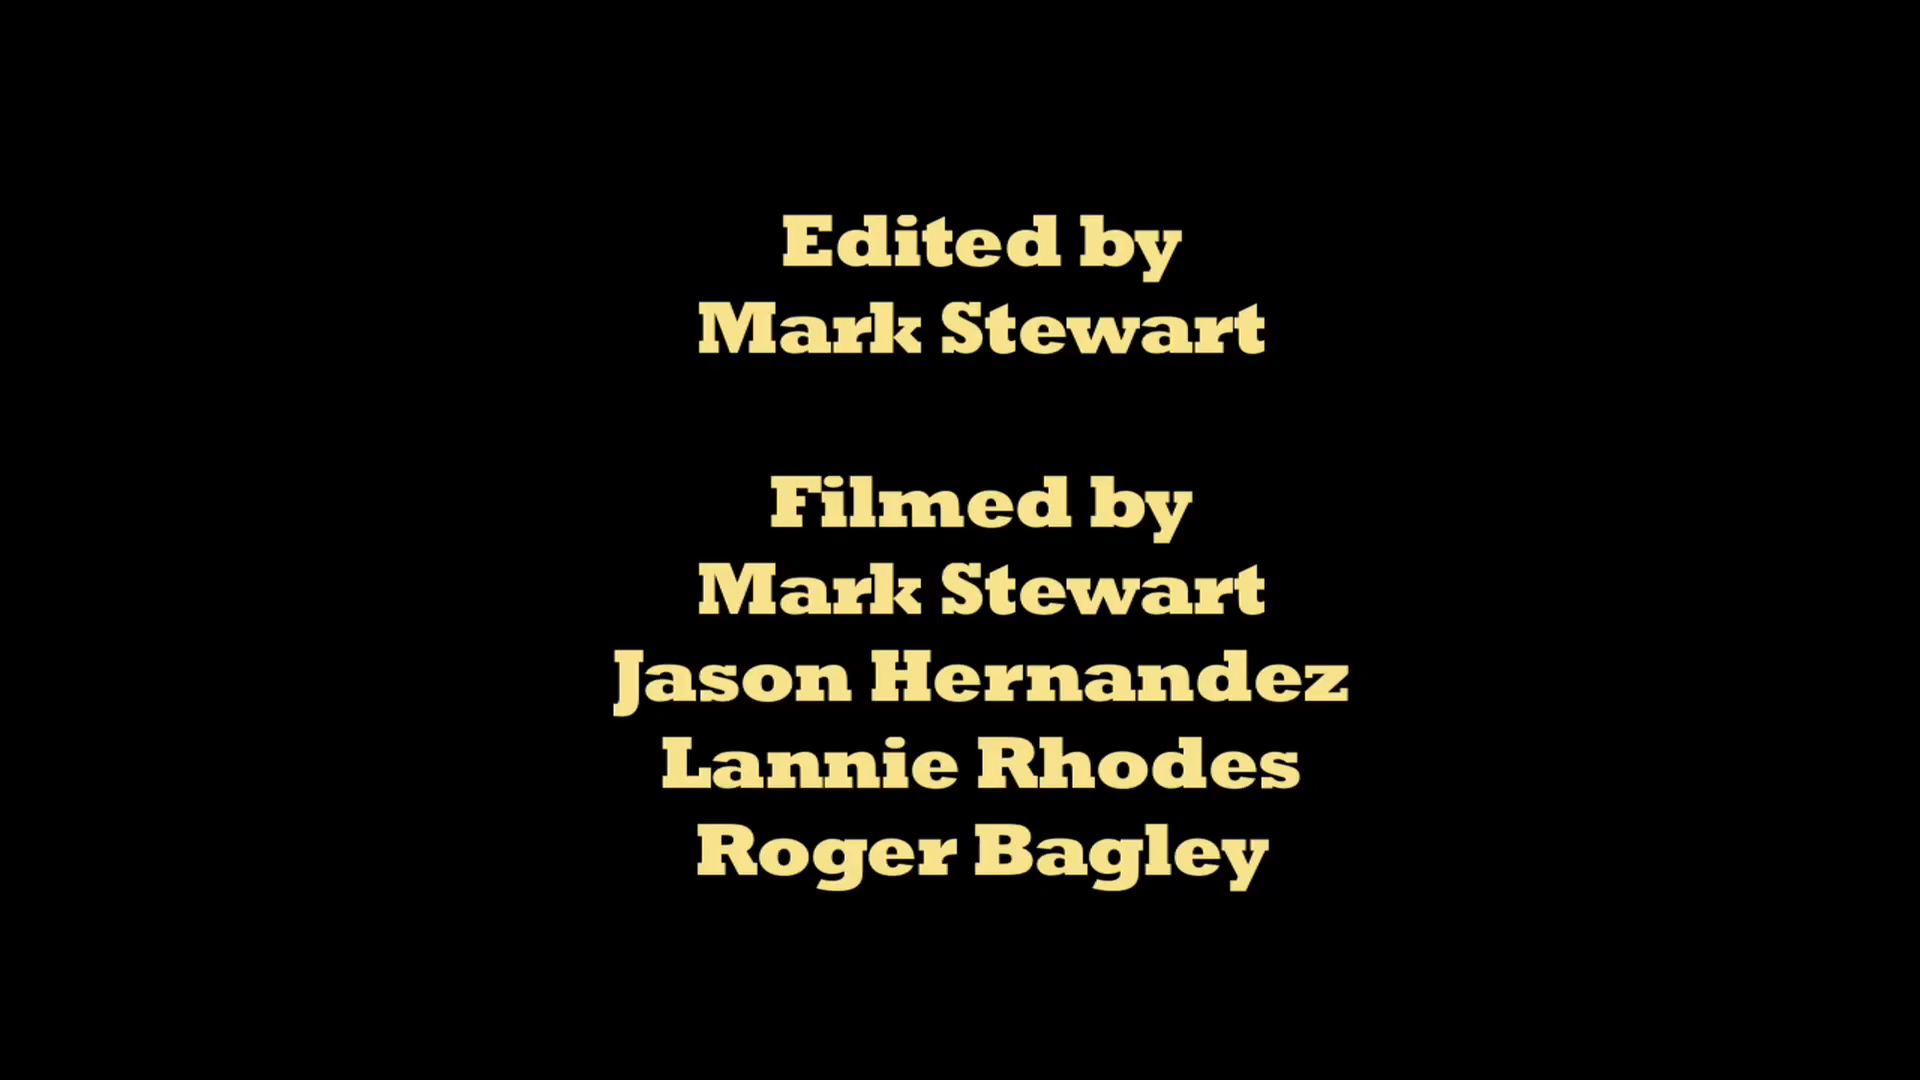 Edited by
Mark Stewart
Filmed by
Mark Stewart
Jason Hernandez
Lannie Rhodes
Roger Bagley